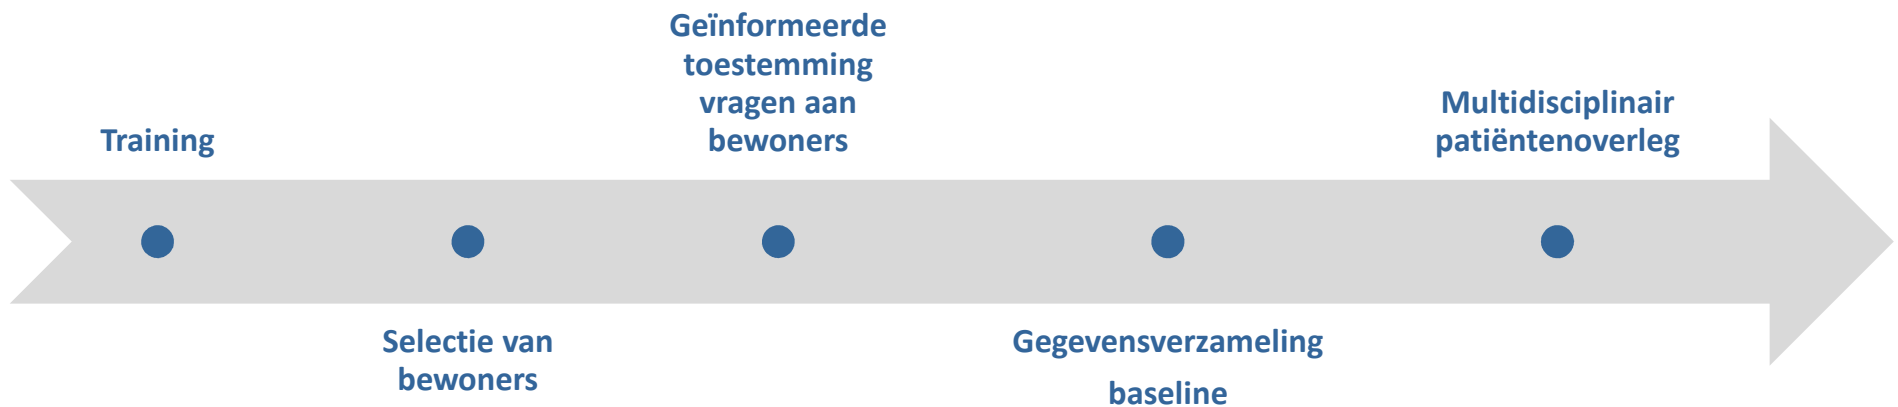 Training
Selectie van
bewoners
Geïnformeerde
toestemming
vragen aan
bewoners
Gegevensverzameling
baseline
Multidisciplinair
patiëntenoverleg